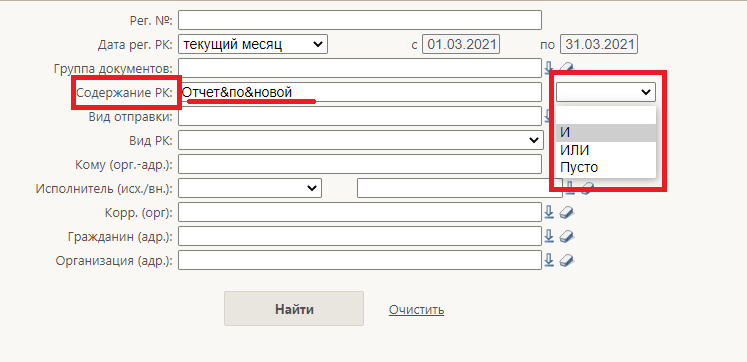 Рег. №:
Дата рег. РК: текущий месяц с 01.03.2021 по 31.03.2021
Группа документов:
Содержание РК: Отчет&по&новой
Вид отправки:
И
Вид РК:
ИЛИ
Кому (орг.-адр.):
Пусто
Исполнитель (исх./вн.):
Корр. (орг):
Гражданин (адр.):
Организация (адр.):
Найти Очистить